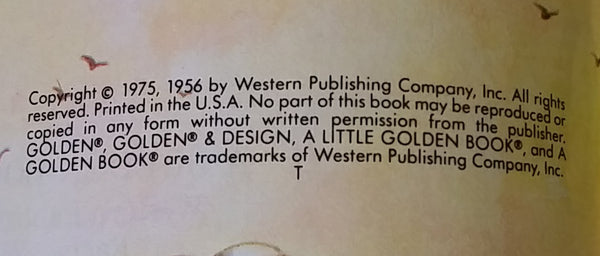 Copyright © 1975, 1956 by Western Publishing Company, Inc. All rights
reserved. Printed in the U.S.A. No part of this book may be reproduced or
copied in any form without written permission from the publisher.
GOLDEN®, GOLDEN® & DESIGN, A LITTLE GOLDEN BOOK®, and A
GOLDEN BOOK® are trademarks of Western Publishing Company, Inc.
T